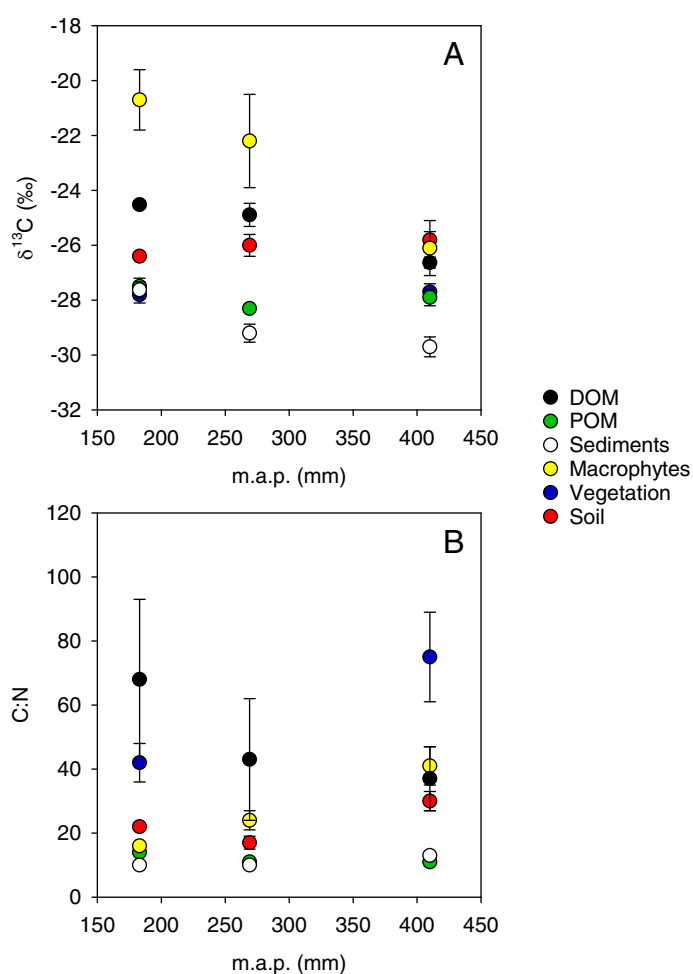 A
-18
-20
-22
-24
-26
-28
-30
-32
δ ¹³C (‰)
150 200 250 300 350 400 450
m.a.p. (mm)
DOM
POM
Sediments
Macrophytes
Vegetation
Soil
B
120
100
80
60
40
20
0
C:N
150 200 250 300 350 400 450
m.a.p. (mm)